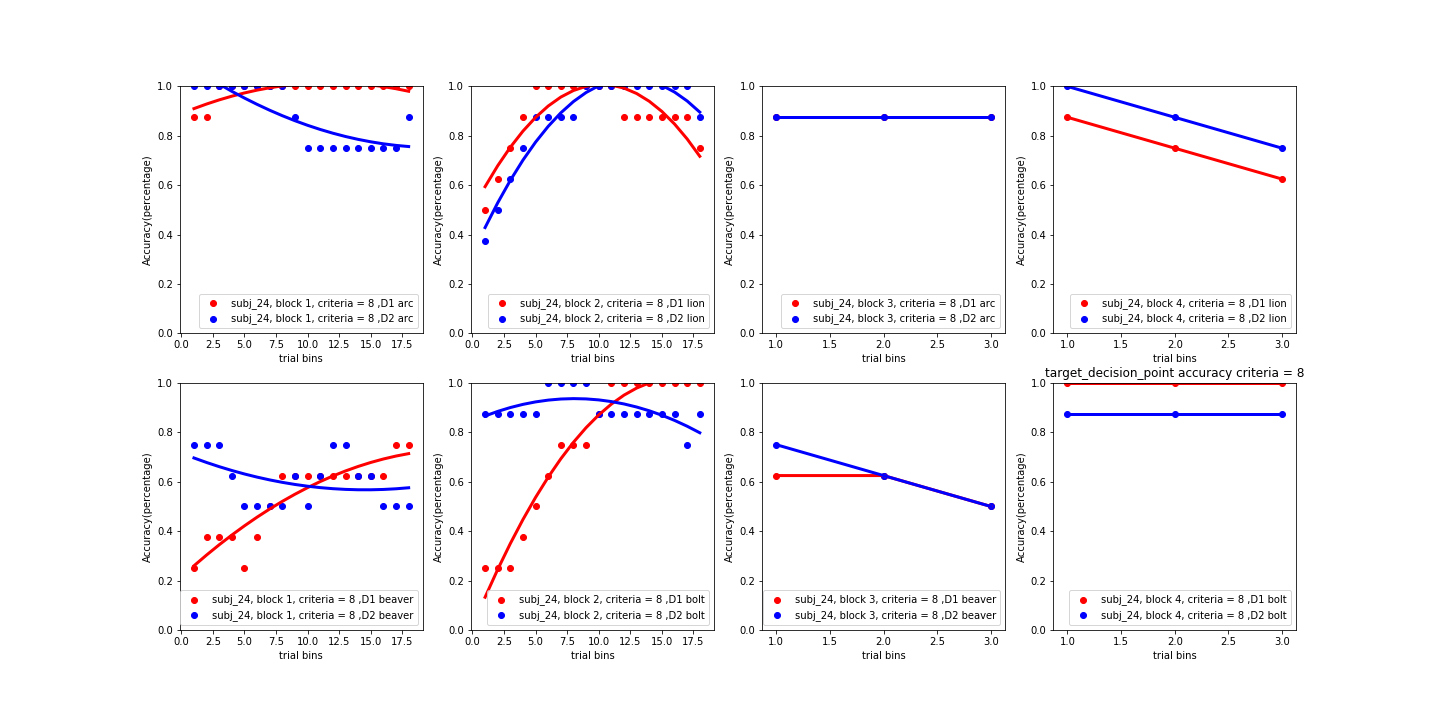 1.0
0.8
0.6
0.4
0.2
0.0
Accuracy(percentage)
subj_24, block 1, criteria = 8 ,D1 arc
subj_24, block 1, criteria = 8 ,D2 arc
0.0 2.5 5.0 7.5 10.0 12.5 15.0 17.5
trial bins
1.0
0.8
0.6
0.4
0.2
0.0
Accuracy(percentage)
subj_24, block 2, criteria = 8 ,D1 lion
subj_24, block 2, criteria = 8 ,D2 lion
0.0 2.5 5.0 7.5 10.0 12.5 15.0 17.5
trial bins
1.0
0.8
0.6
0.4
0.2
0.0
Accuracy(percentage)
subj_24, block 3, criteria = 8 ,D1 arc
subj_24, block 3, criteria = 8 ,D2 arc
1.0 1.5 2.0 2.5 3.0
trial bins
1.0
0.8
0.6
0.4
0.2
0.0
Accuracy(percentage)
subj_24, block 4, criteria = 8 ,D1 lion
subj_24, block 4, criteria = 8 ,D2 lion
1.0 1.5 2.0 2.5 3.0
trial bins
1.0
0.8
0.6
0.4
0.2
0.0
Accuracy(percentage)
subj_24, block 1, criteria = 8 ,D1 beaver
subj_24, block 1, criteria = 8 ,D2 beaver
0.0 2.5 5.0 7.5 10.0 12.5 15.0 17.5
trial bins
1.0
0.8
0.6
0.4
0.2
0.0
Accuracy(percentage)
subj_24, block 2, criteria = 8 ,D1 bolt
subj_24, block 2, criteria = 8 ,D2 bolt
0.0 2.5 5.0 7.5 10.0 12.5 15.0 17.5
trial bins
1.0
0.8
0.6
0.4
0.2
0.0
Accuracy(percentage)
subj_24, block 3, criteria = 8 ,D1 beaver
subj_24, block 3, criteria = 8 ,D2 beaver
1.0 1.5 2.0 2.5 3.0
trial bins
target_decision_point accuracy criteria = 8
1.0
0.8
0.6
0.4
0.2
0.0
Accuracy(percentage)
subj_24, block 4, criteria = 8 ,D1 bolt
subj_24, block 4, criteria = 8 ,D2 bolt
1.0 1.5 2.0 2.5 3.0
trial bins